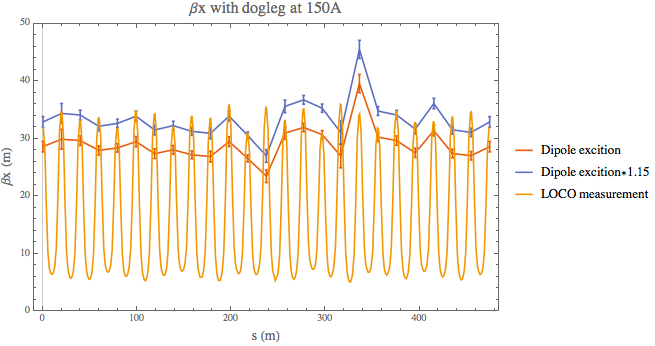 βx with dogleg at 150A
50
40
30
20
10
0
βx (m)
0
100
200
300
400
s (m)
Dipole excition
Dipole excition*1.15
LOCO measurement